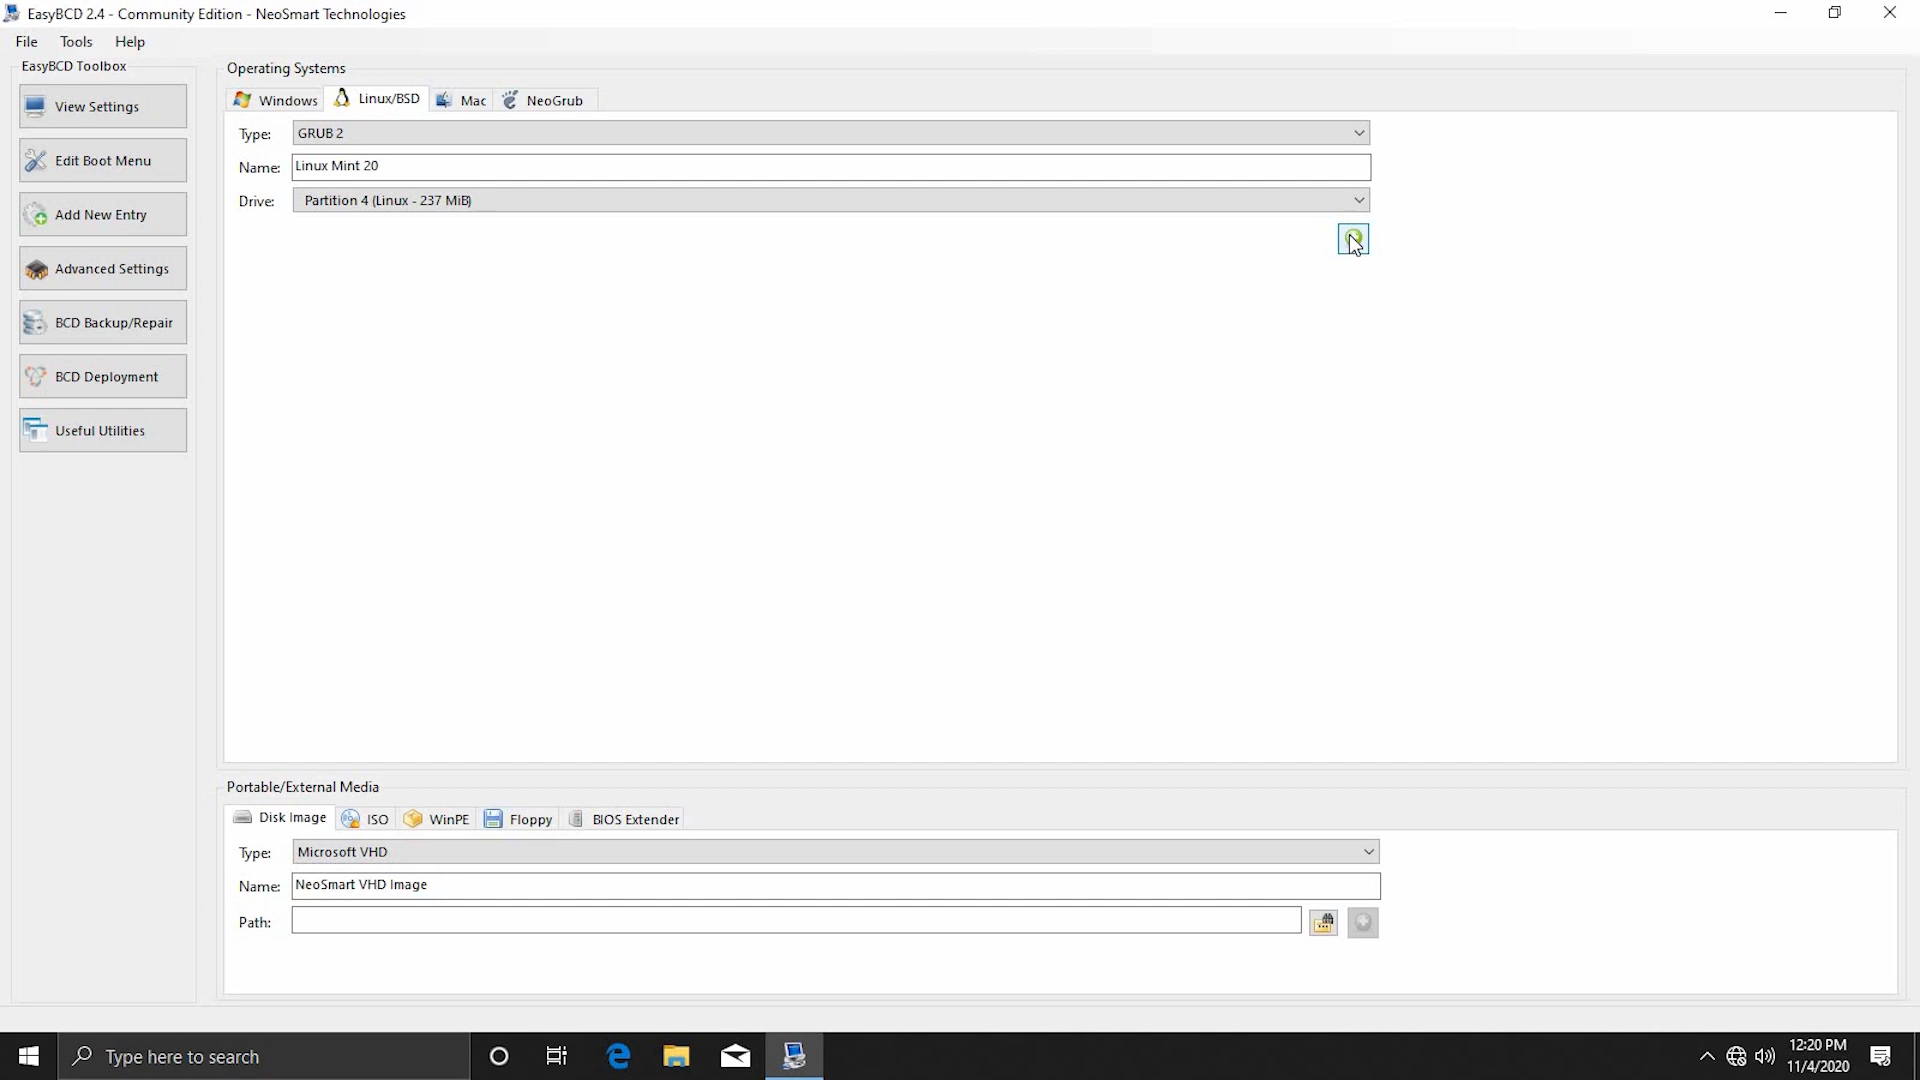 EasyBCD 2.4 - Community Edition - NeoSmart Technologies
File Tools Help
EasyBCD Toolbox
View Settings
Edit Boot Menu
Add New Entry
Advanced Settings
BCD Backup/Repair
BCD Deployment
Useful Utilities
Operating Systems
Windows Linux/BSD Mac NeoGrub
Type: GRUB 2
Name: Linux Mint 20
Drive: Partition 4 (Linux - 237 MiB)
Portable/External Media
Disk Image ISO WinPE Floppy BIOS Extender
Type: Microsoft VHD
Name: NeoSmart VHD Image
Path:
Type here to search
12:20 PM
11/4/2020